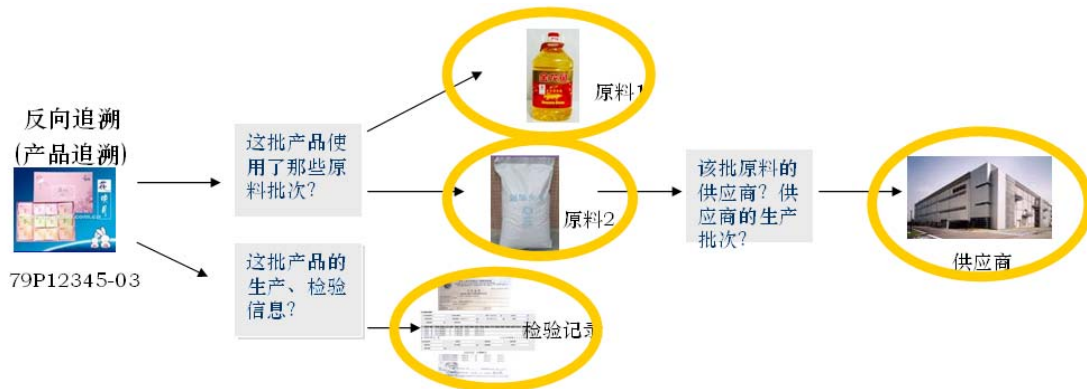 反向追溯
(产品追溯)
79P12345-03
这批产品使
用了那些原
料批次?
这批产品的
生产、检验
信息?
原料1
原料2
检验记录
该批原料的
供应商? 供
应商的生产
批次?
供应商